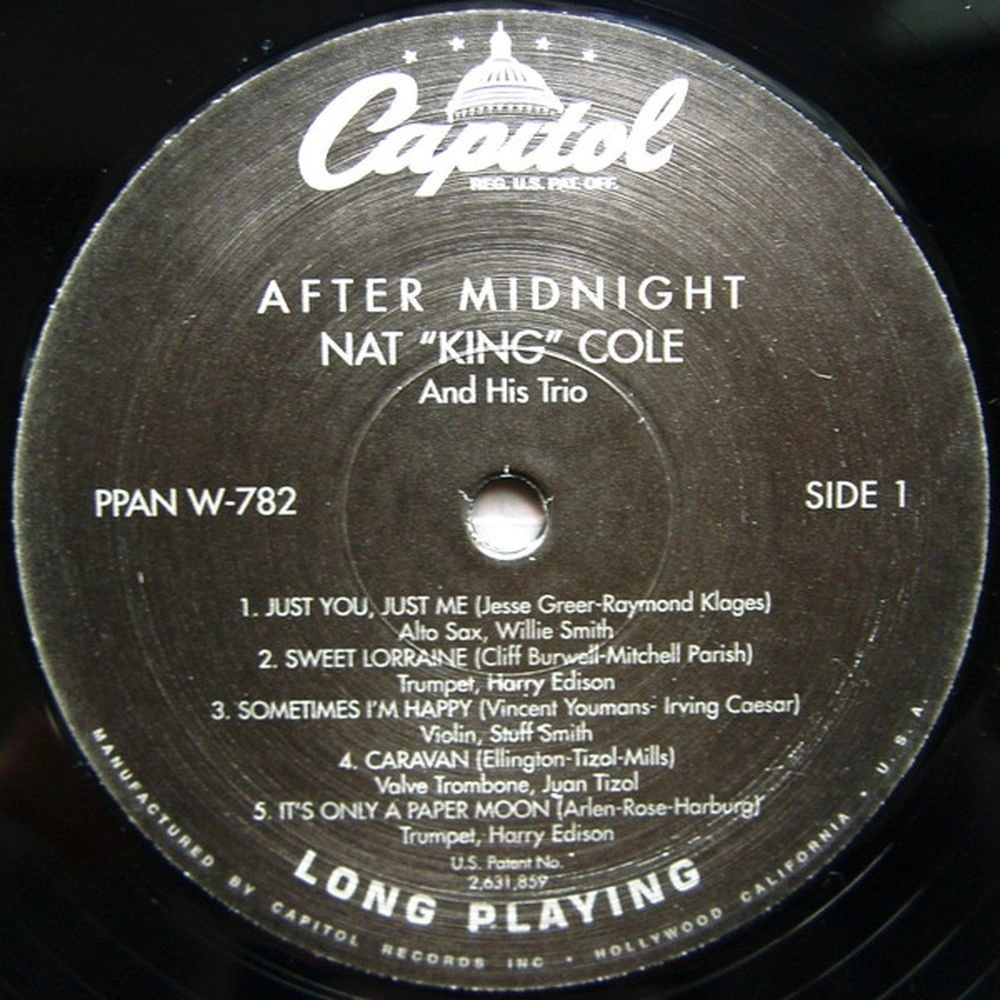 Capitol
REG. U.S. PAT. OFF.
AFTER MIDNIGHT
NAT “KING” COLE
And His Trio
PPAN W-782
SIDE 1
1. JUST YOU, JUST ME (Jesse Greer-Raymond Klages)
Alto Sax, Willie Smith
2. SWEET LORRAINE (Cliff Burwell-Mitchell Parish)
Trumpet, Harry Edison
3. SOMETIMES I'M HAPPY (Vincent Youmans- Irving Caesar)
Violin, Stuff Smith
4. CARAVAN (Ellington-Tizol-Mills)
Valve Trombone, Juan Tizol
5. IT'S ONLY A PAPER MOON (Arlen-Rose-Harburg)
Trumpet, Harry Edison
U.S. Patent No.
2,631,859
LONG PLAYING
MANUFACTURED BY CAPITOL RECORDS INC • HOLLYWOOD CALIFORNIA • U. S. A.